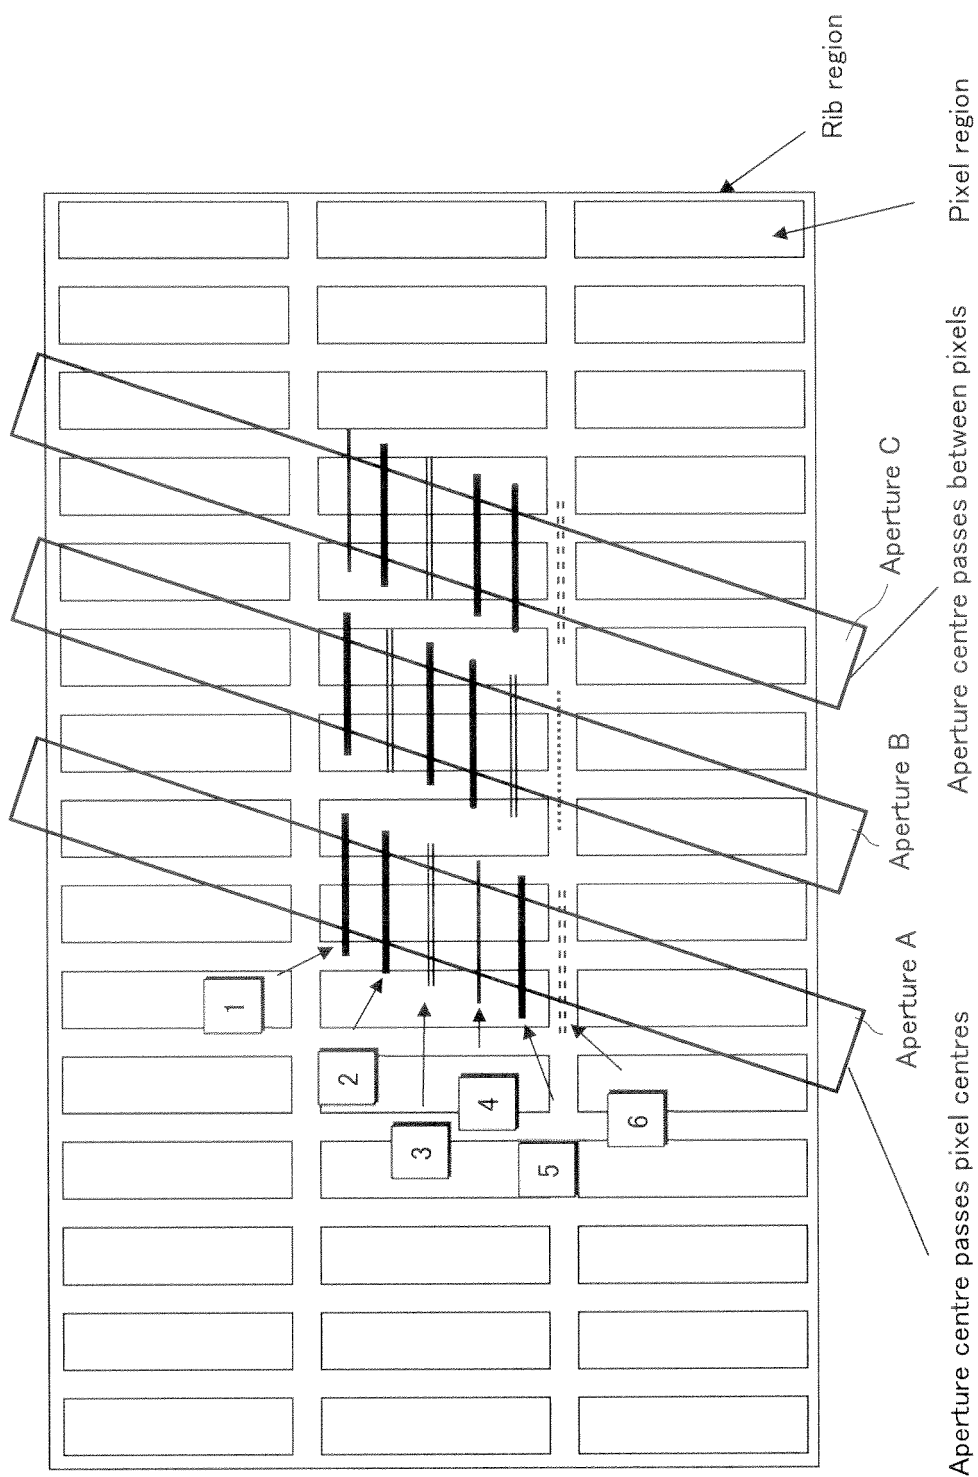 1
2
3
4
5
6
Rib region
Pixel region
Aperture C
Aperture centre passes between pixels
Aperture B
Aperture A
Aperture centre passes pixel centres